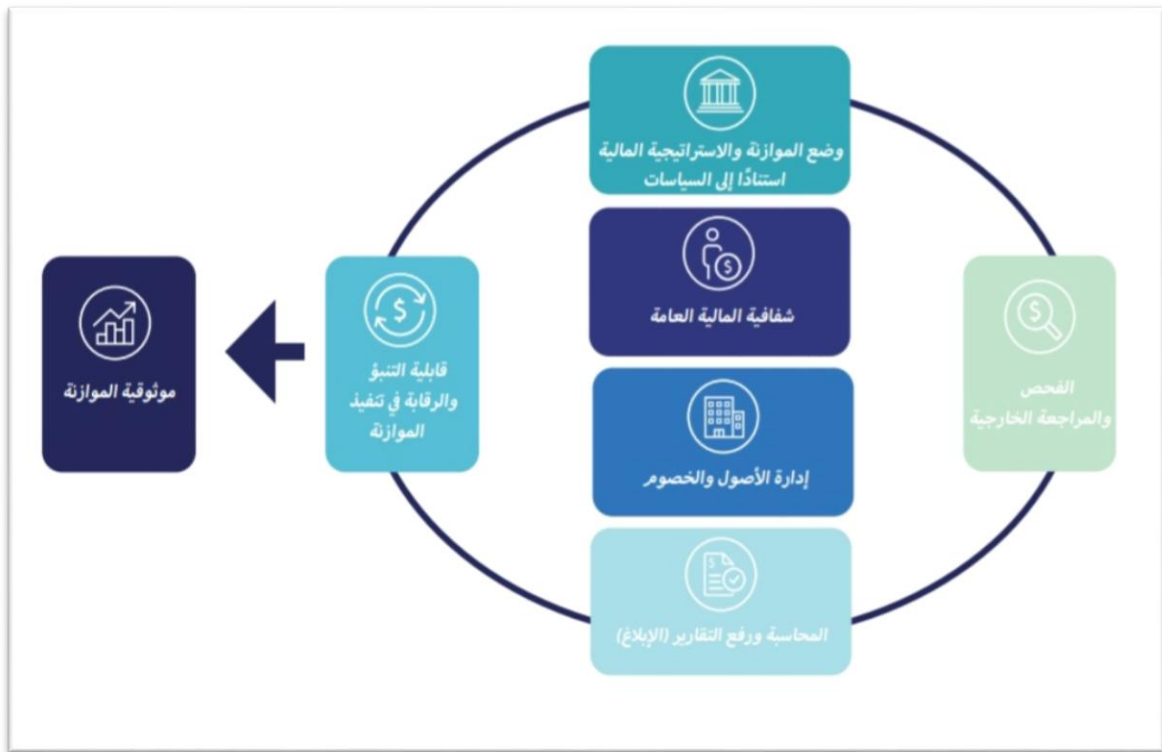 وضع الموازنة والاستراتيجية المالية
استنادًا إلى السياسات
شفافية المالية العامة
إدارة الأصول والخصوم
المحاسبة ورفع التقارير (الإبلاغ)
الفحص
والمراجعة الخارجية
قابلية التنبؤ
والرقابة في تنفيذ
الموازنة
موثوقية الموازنة